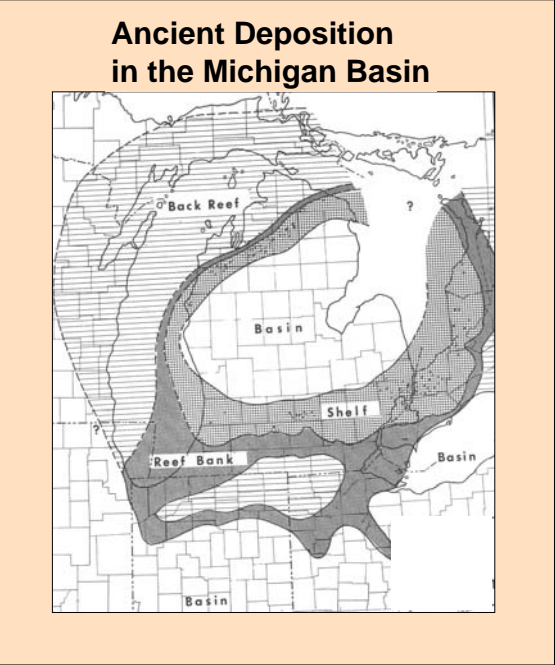 Ancient Deposition
in the Michigan Basin
Back Reef
?
Basin
Shelf
?
Reef Bank
Basin
Basin